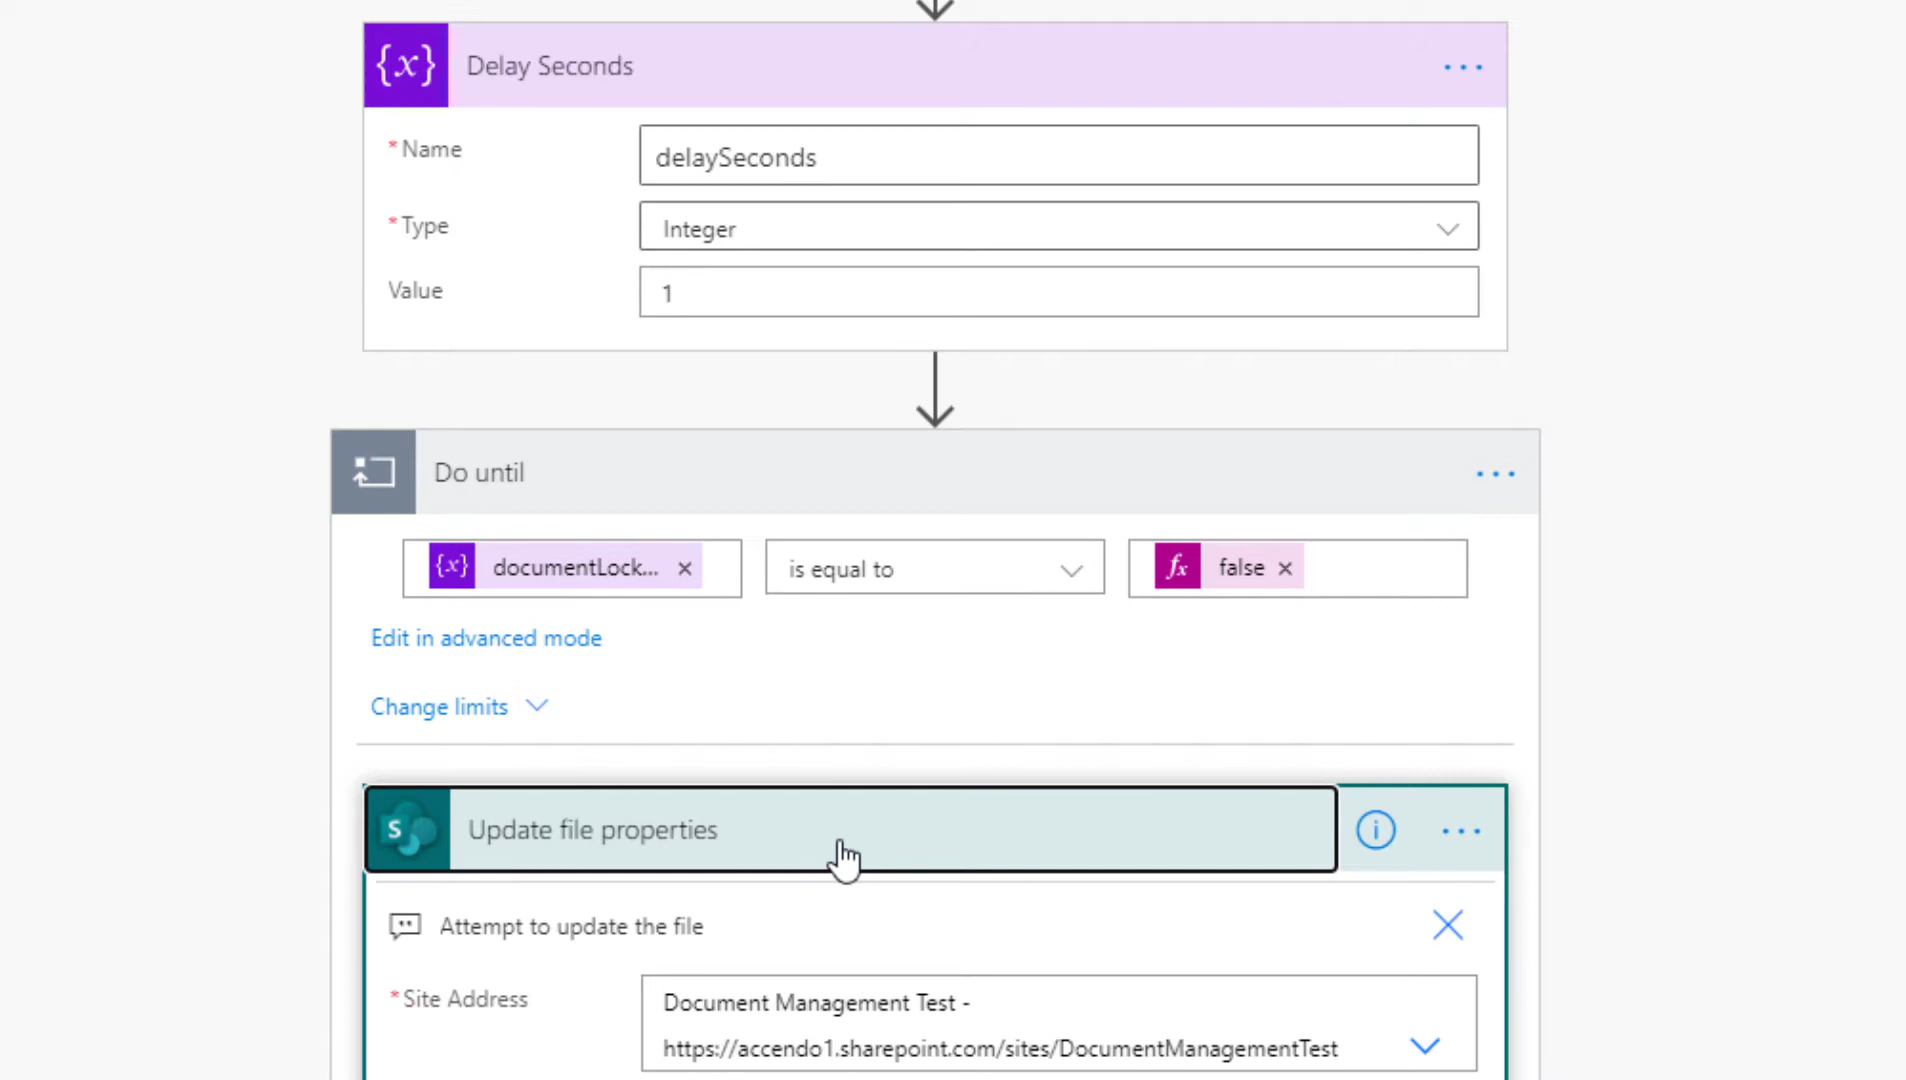 {x} Delay Seconds ...
* Name delaySeconds
* Type Integer
Value 1
Do until ...
{x} documentLock... × is equal to fx false ×
Edit in advanced mode
Change limits
S Update file properties i ...
Attempt to update the file
* Site Address Document Management Test -
https://accendo1.sharepoint.com/sites/DocumentManagementTest